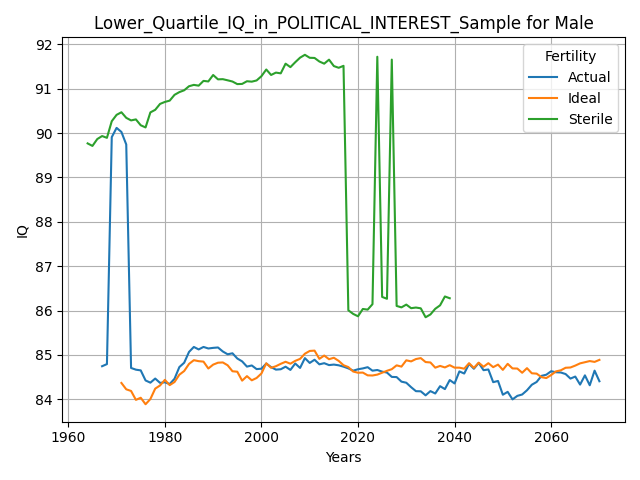 Lower_Quartile_IQ_in_POLITICAL_INTEREST_Sample for Male
Fertility
Actual
Ideal
Sterile
92
91
90
89
88
87
86
85
84
IQ
1960
1980
2000
2020
2040
2060
Years